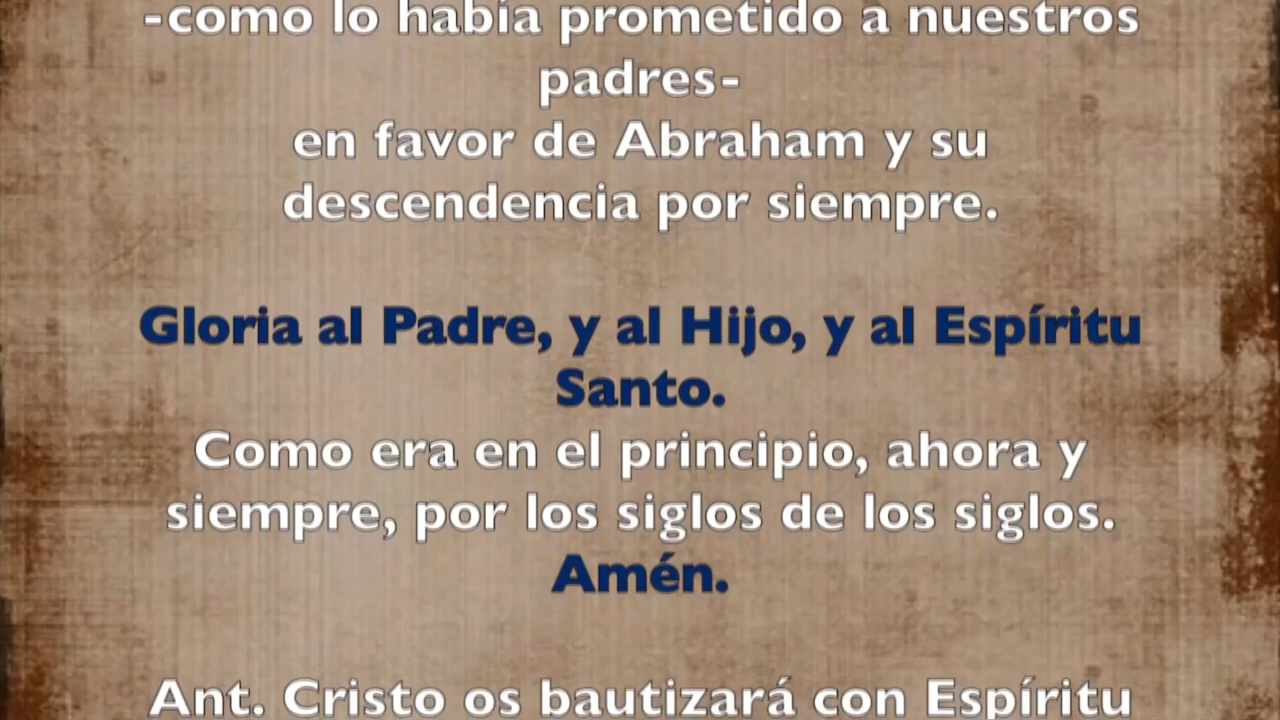 -como lo había prometido a nuestros
padres-
en favor de Abraham y su
descendencia por siempre.
Gloria al Padre, y al Hijo, y al Espíritu
Santo.
Como era en el principio, ahora y
siempre, por los siglos de los siglos.
Amén.
Ant. Cristo os bautizará con Espíritu